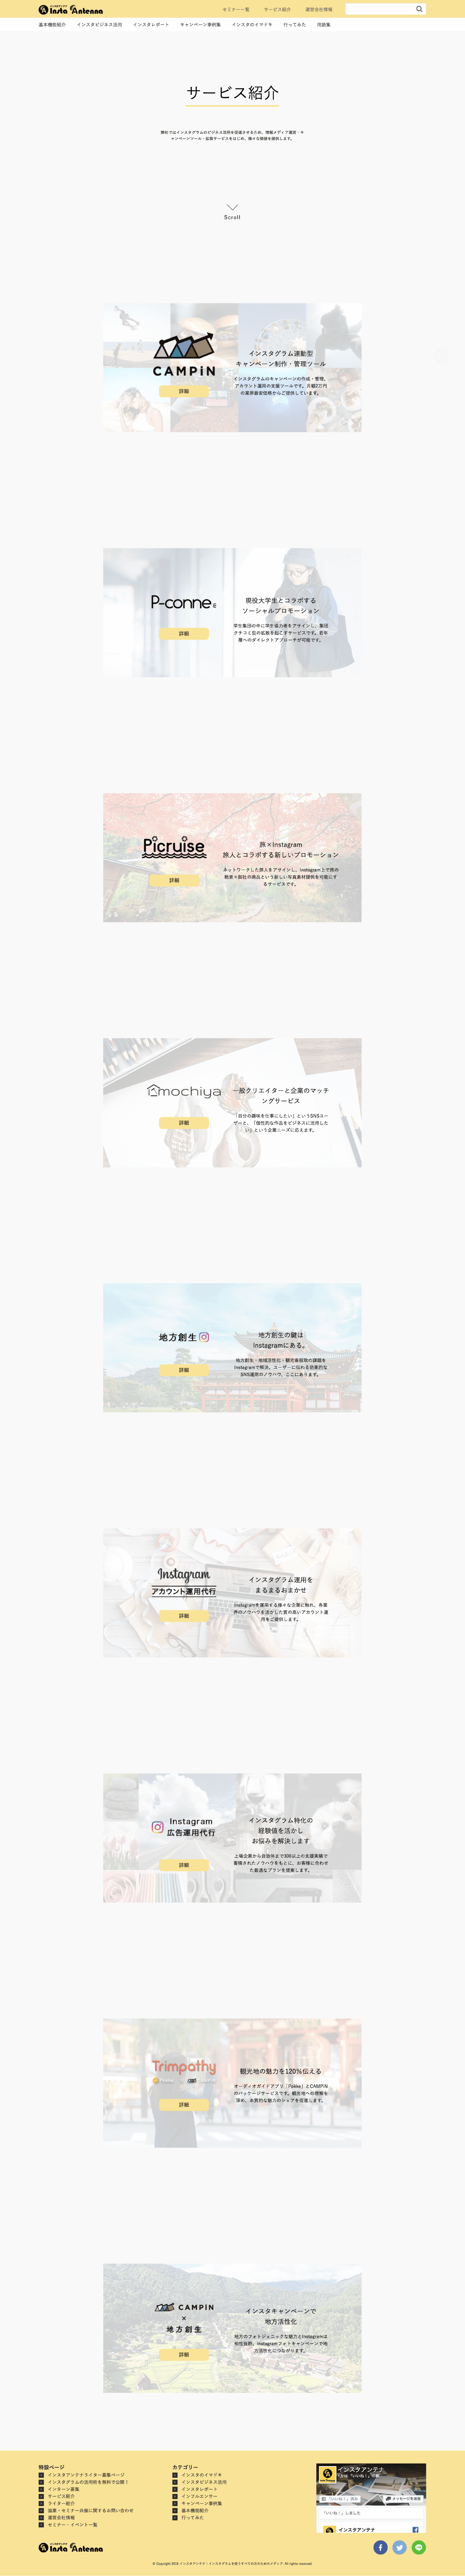 Insta Antenna
セミナー一覧 サービス紹介 運営会社情報
基本機能紹介 インスタビジネス活用 インスタレポート キャンペーン事例集 インスタのイマドキ 行ってみた 用語集
サービス紹介
弊社ではインスタグラムのビジネス活用を促進させるため、情報メディア運営・キ
ャンペーンツール・拡散サービスをはじめ、様々な価値を提供します。
Scroll
CAMPiN
詳細
インスタグラム連動型
キャンペーン制作・管理ツール
インスタグラムのキャンペーンの作成・管理、
アカウント運用の支援ツールです。月額2万円
の業界最安価格からご提供しています。
P-conne
詳細
現役大学生とコラボする
ソーシャルプロモーション
学生集団の中に学生協力者をアサインし、集団
クチコミ型の拡散を起こすサービスです。若年
層へのダイレクトアプローチが可能です。
Picruise
詳細
旅×Instagram
旅人とコラボする新しいプロモーション
ネットワークした旅人をアサインし、Instagram上で旅の
絶景×御社の商品という新しい写真素材提供を可能にす
るサービスです。
mochiya
詳細
一般クリエイターと企業のマッチ
ングサービス
「自分の趣味を仕事にしたい」というSNSユー
ザーと、「個性的な作品をビジネスに活用した
い」という企業ニーズに応えます。
地方創生
詳細
地方創生の鍵は
Instagramにある。
地方創生・地域活性化・観光客獲取の課題を
Instagramで解決。ユーザーに伝わる効果的な
SNS運用のノウハウ、ここにあります。
Instagram
アカウント運用代行
詳細
インスタグラム運用を
まるまるおまかせ
Instagramを運用する様々な企業に触れ、各業
界のノウハウを活かした質の高いアカウント運
用をご提供します。
Instagram
広告運用代行
詳細
インスタグラム特化の
経験値を活かし
お悩みを解決します
上場企業から自治体まで300以上の支援実績で
蓄積されたノウハウをもとに、お客様に合わせ
た最適なプランを提案します。
Trimpathy
詳細
観光地の魅力を120%伝える
オーディオガイドアプリ「Pokke」とCAMPiN
のパッケージサービスです。観光地への理解を
深め、本質的な魅力のシェアを促進します。
CAMPiN
×
地方創生
詳細
インスタキャンペーンで
地方活性化
地方のフォトジェニックな魅力とInstagramは
相性抜群。Instagramフォトキャンペーンで地
方活性化につながります。
特設ページ
インスタアンテナライター募集ページ
インスタグラムの活用術を無料で公開！
インターン募集
サービス紹介
ライター紹介
協業・セミナー共催に関するお問い合わせ
運営会社情報
セミナー・イベント一覧
カテゴリー
インスタのイマドキ
インスタビジネス活用
インスタレポート
インフルエンサー
キャンペーン事例集
基本機能紹介
行ってみた
インスタアンテナ
「いいね！」済み
メッセージを送信
「いいね！」しました
インスタアンテナ
Insta Antenna
© Copyright 2018 インスタアンテナ｜インスタグラムを使うすべての方のためのメディア. All rights reserved.